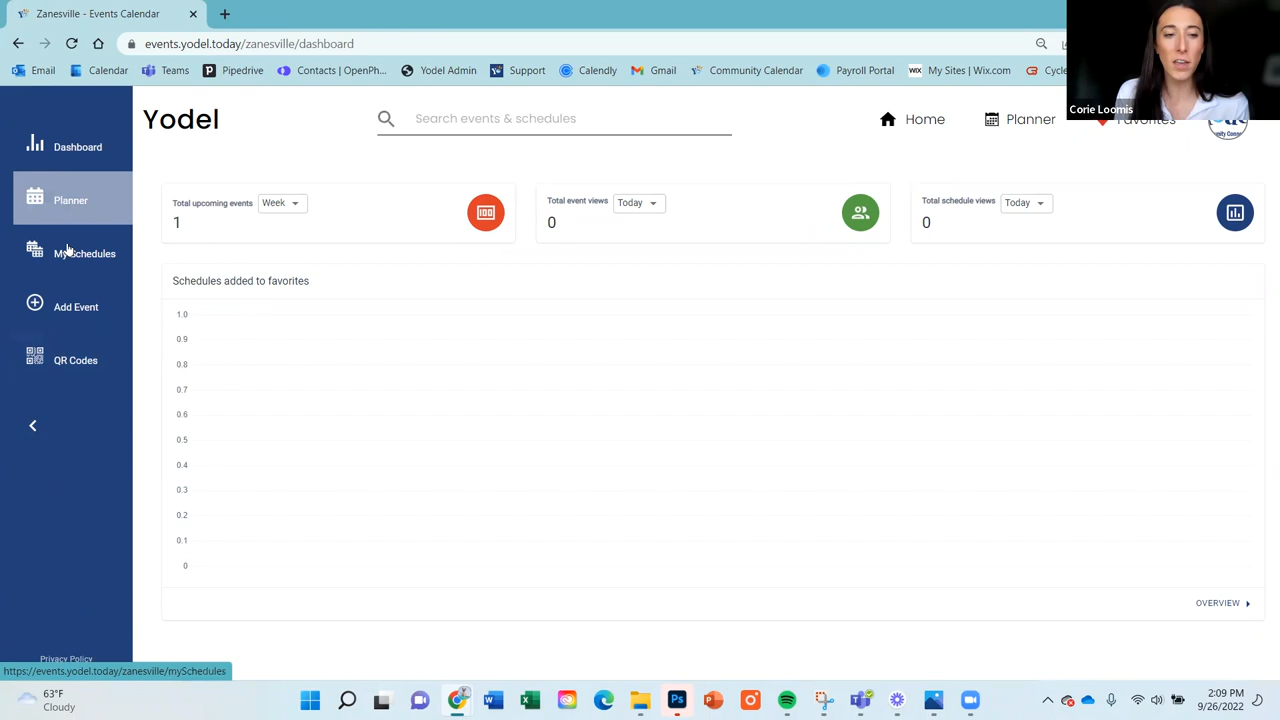 Zanesville - Events Calendar
events.yodel.today/zanesville/dashboard
Email Calendar Teams Pipedrive Contacts | OpenPh... Yodel Admin Support Calendly Gmail Community Calendar Payroll Portal My Sites | Wix.com Cycle
Corie Loomis
Yodel
Search events & schedules
Home
Planner
Favorites
Dashboard
Planner
My Schedules
Add Event
QR Codes
Total upcoming events Week
1
Total event views Today
0
Total schedule views Today
0
Schedules added to favorites
1.0
0.9
0.8
0.7
0.6
0.5
0.4
0.3
0.2
0.1
0
OVERVIEW
Privacy Policy
https://events.yodel.today/zanesville/mySchedules
63°F
Cloudy
2:09 PM
9/26/2022